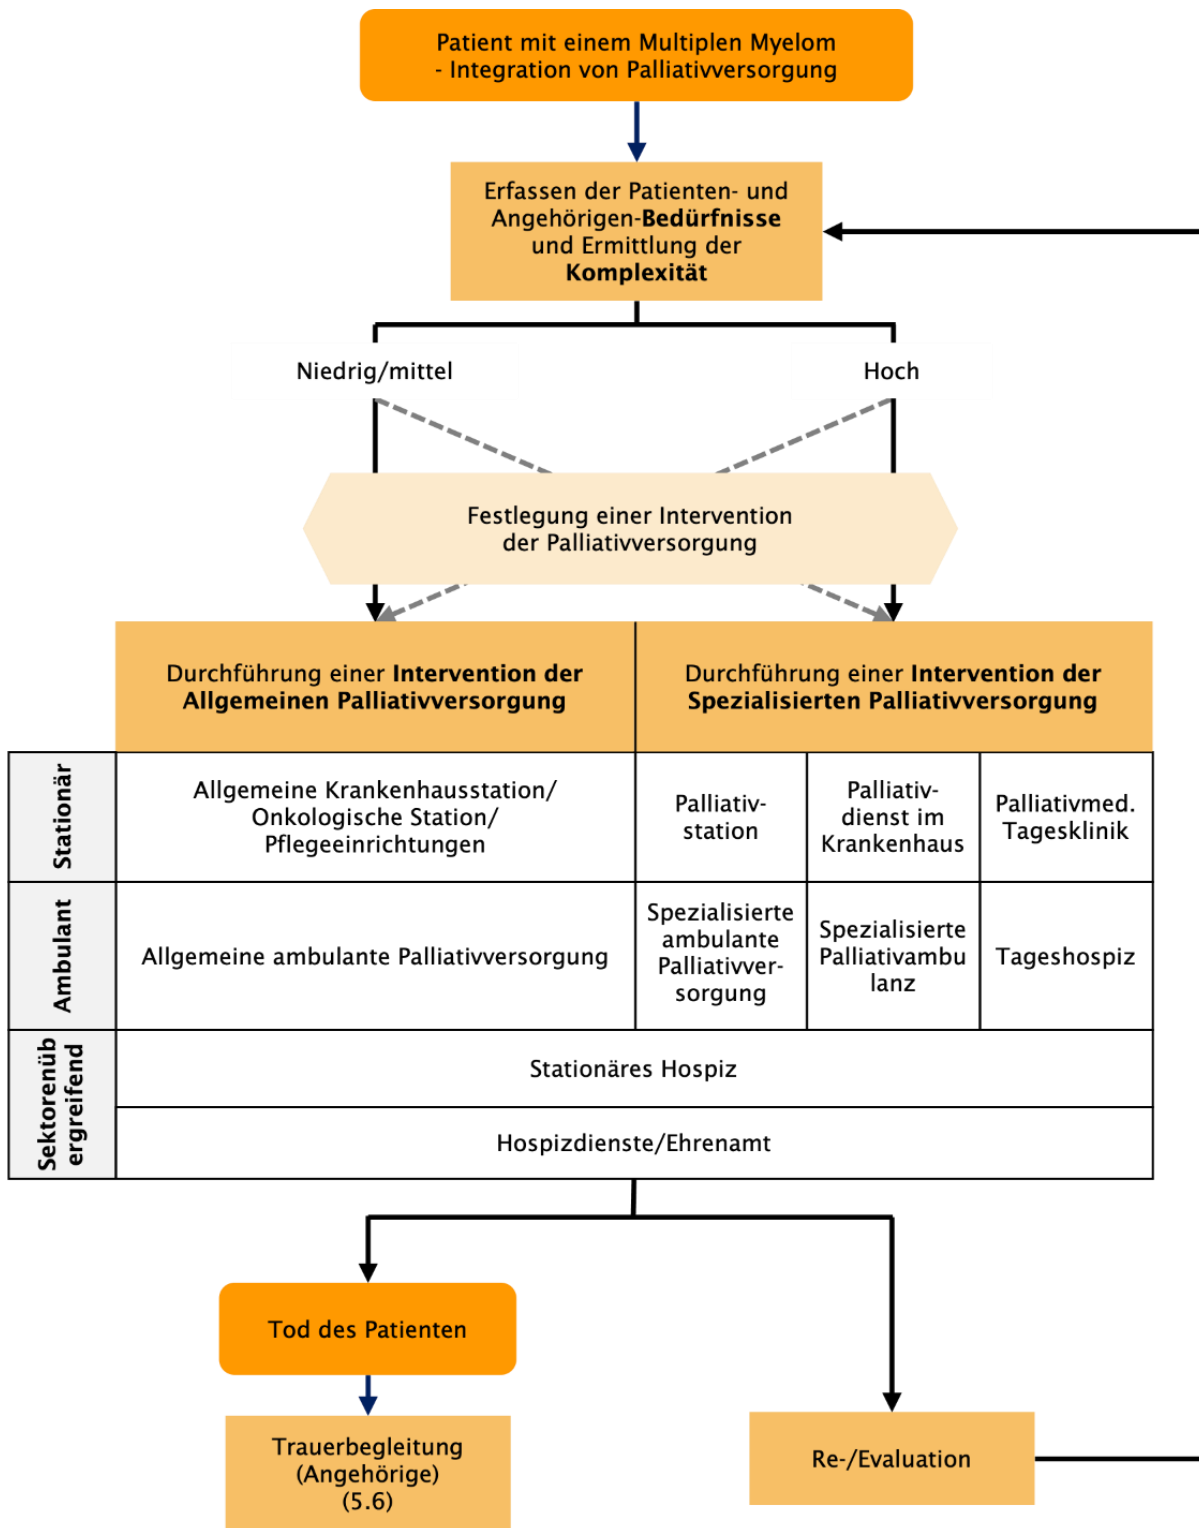 Patient mit einem Multiplen Myelom
- Integration von Palliativversorgung
Erfassen der Patienten- und
Angehörigen-Bedürfnisse
und Ermittlung der
Komplexität
Niedrig/mittel
Hoch
Festlegung einer Intervention
der Palliativversorgung
Durchführung einer Intervention der
Allgemeinen Palliativversorgung
Durchführung einer Intervention der
Spezialisierten Palliativversorgung
Stationär
Allgemeine Krankenhausstation/
Onkologische Station/
Pflegeeinrichtungen
Palliativ-
station
Palliativ-
dienst im
Krankenhaus
Palliativmed.
Tagesklinik
Ambulant
Allgemeine ambulante Palliativversorgung
Spezialisierte
ambulante
Palliativver-
sorgung
Spezialisierte
Palliativambu
lanz
Tageshospiz
Sektorenüb
ergreifend
Stationäres Hospiz
Hospizdienste/Ehrenamt
Tod des Patienten
Trauerbegleitung
(Angehörige)
(5.6)
Re-/Evaluation